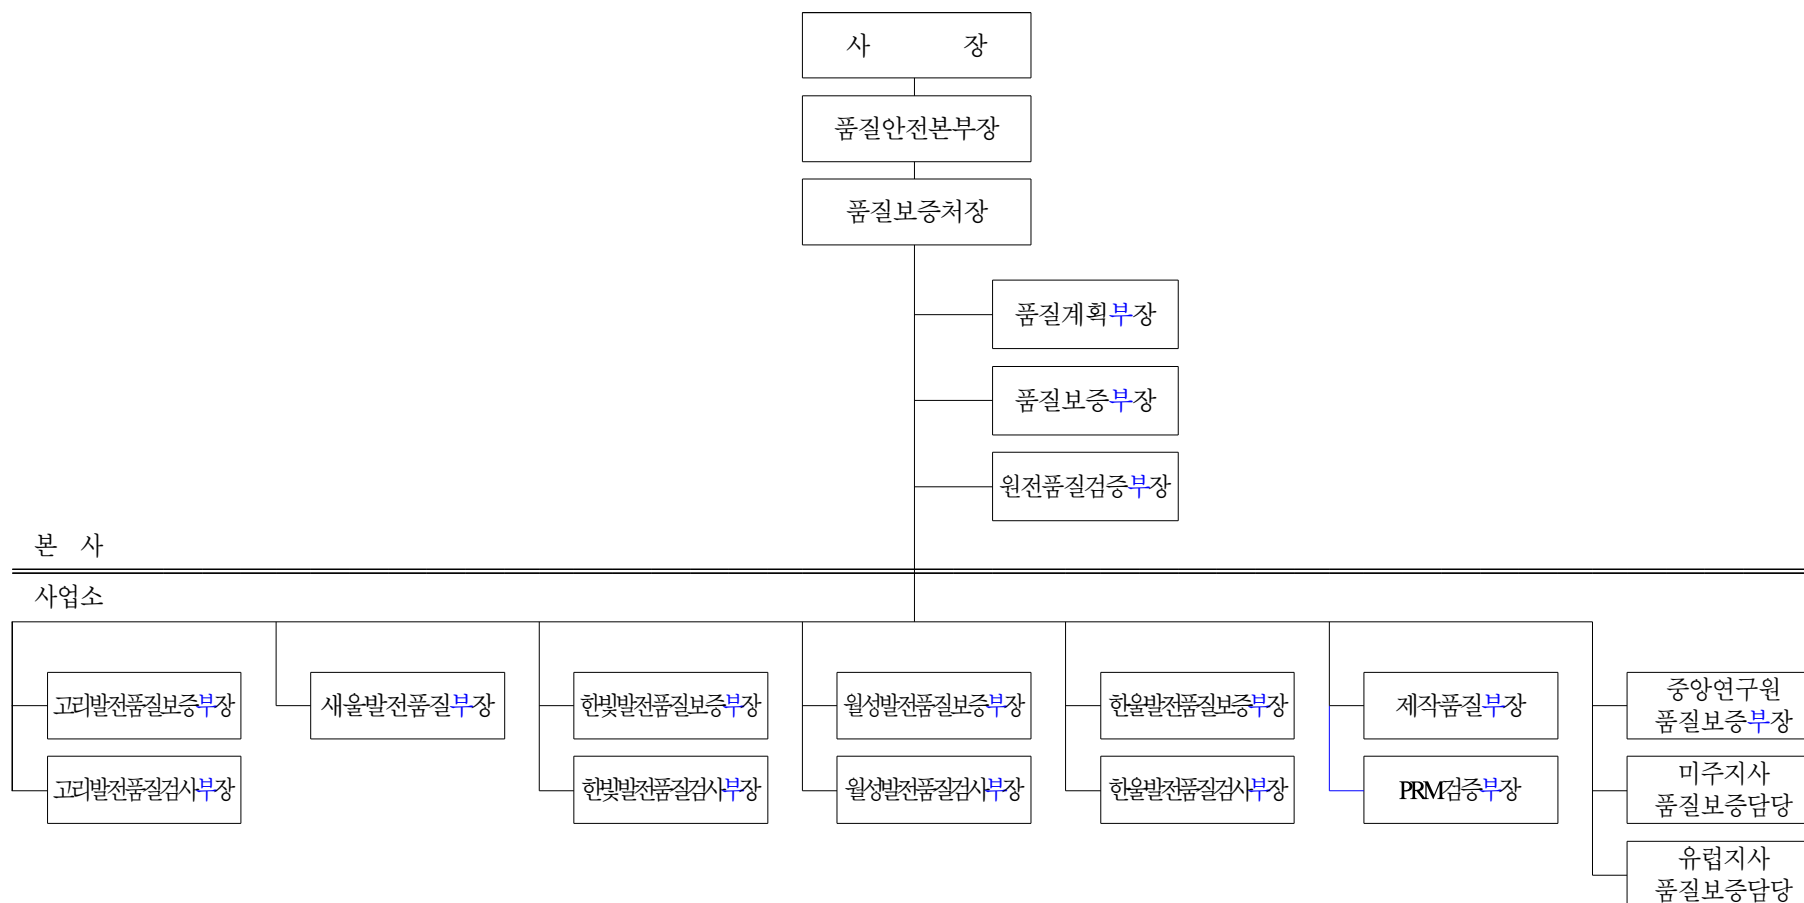 사 장
품질안전본부장
품질보증처장
품질계획부장
품질보증부장
원전품질검증부장
본 사
사업소
고리발전품질보증부장
새울발전품질부장
한빛발전품질보증부장
월성발전품질보증부장
한울발전품질보증부장
제작품질부장
중앙연구원
품질보증부장
고리발전품질검사부장
한빛발전품질검사부장
월성발전품질검사부장
한울발전품질검사부장
PRM검증부장
미주지사
품질보증담당
유럽지사
품질보증담당